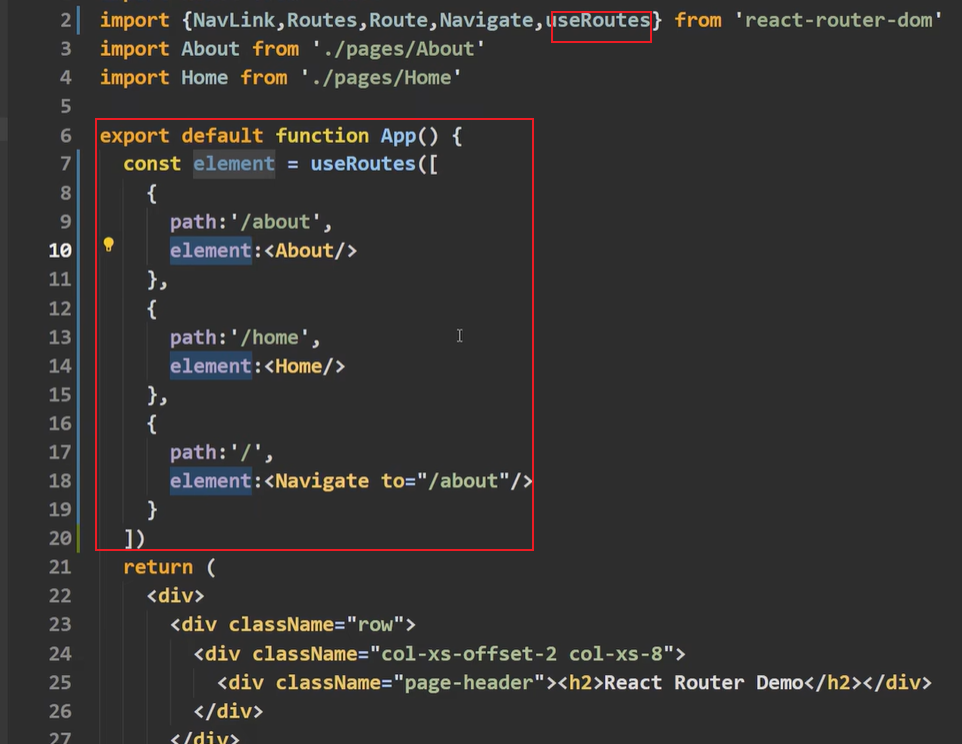 2 import {NavLink,Routes,Route,Navigate,useRoutes} from 'react-router-dom'
3 import About from './pages/About'
4 import Home from './pages/Home'
5
6 export default function App() {
7 const element = useRoutes([
8 {
9 path:'/about',
10 element:<About/>
11 },
12 {
13 path:'/home',
14 element:<Home/>
15 },
16 {
17 path:'/',
18 element:<Navigate to="/about"/>
19 }
20 ])
21 return (
22 <div>
23 <div className="row">
24 <div className="col-xs-offset-2 col-xs-8">
25 <div className="page-header"><h2>React Router Demo</h2></div>
26 </div>
27 </div>